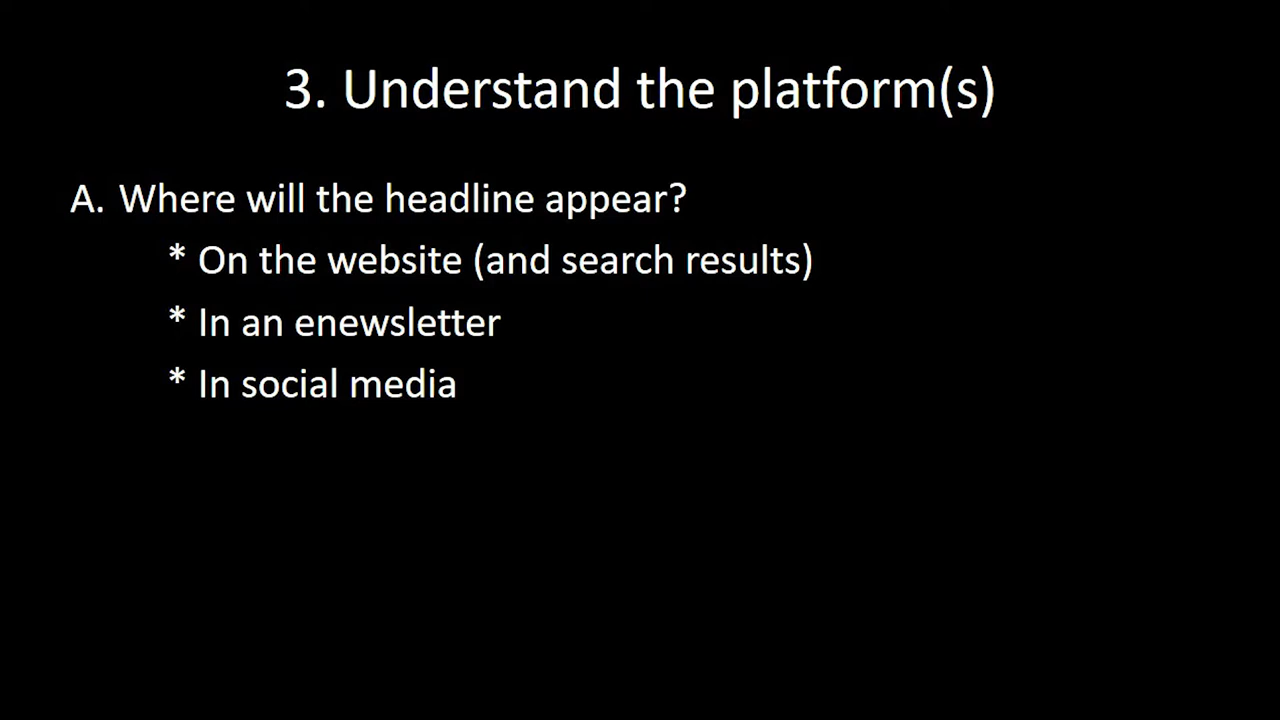 3. Understand the platform(s)
A. Where will the headline appear?
* On the website (and search results)
* In an enewsletter
* In social media